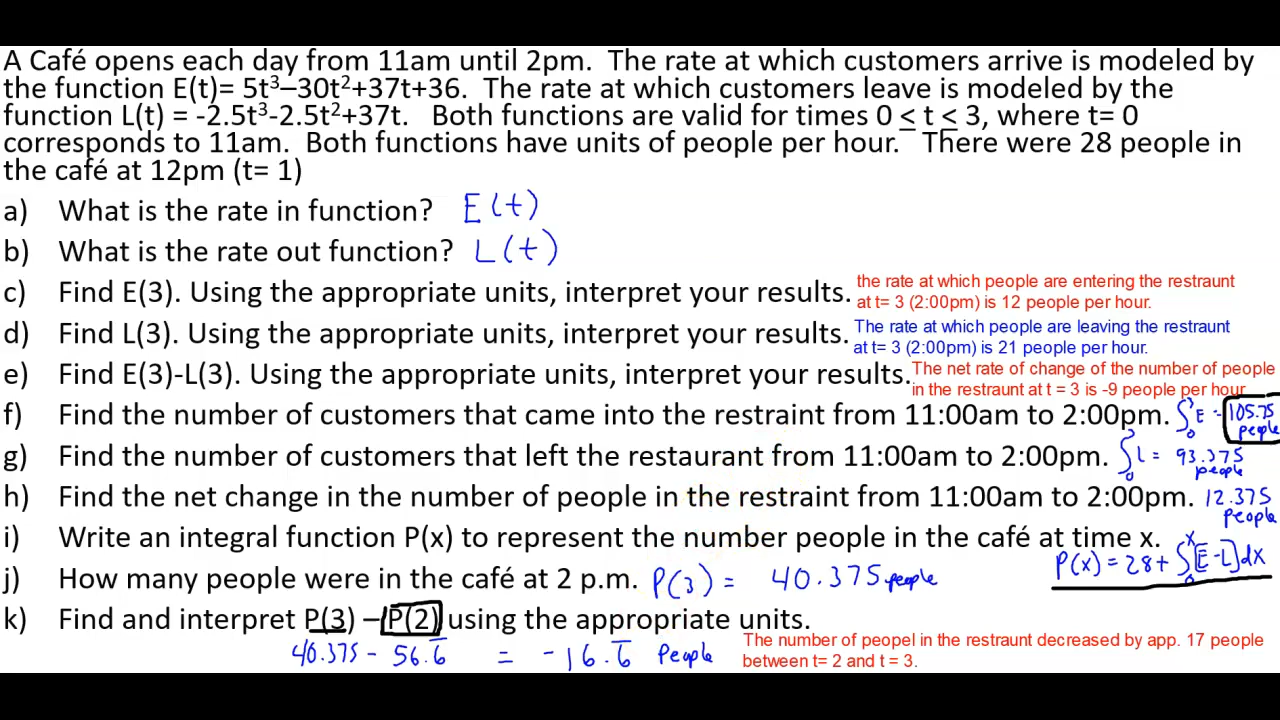 A Café opens each day from 11am until 2pm. The rate at which customers arrive is modeled by
the function E(t)= 5t³–30t²+37t+36. The rate at which customers leave is modeled by the
function L(t) = -2.5t³-2.5t²+37t. Both functions are valid for times 0 ≤ t ≤ 3, where t= 0
corresponds to 11am. Both functions have units of people per hour. There were 28 people in
the café at 12pm (t= 1)
a) What is the rate in function? E(t)
b) What is the rate out function? L(t)
c) Find E(3). Using the appropriate units, interpret your results. the rate at which people are entering the restraunt
at t= 3 (2:00pm) is 12 people per hour.
d) Find L(3). Using the appropriate units, interpret your results. The rate at which people are leaving the restraunt
at t= 3 (2:00pm) is 21 people per hour.
e) Find E(3)-L(3). Using the appropriate units, interpret your results. The net rate of change of the number of people
in the restraunt at t = 3 is -9 people per hour
f) Find the number of customers that came into the restraint from 11:00am to 2:00pm. ∫₀³ E = 105.75
people
g) Find the number of customers that left the restaurant from 11:00am to 2:00pm. ∫₀³ L = 93.375
people
h) Find the net change in the number of people in the restraint from 11:00am to 2:00pm. 12.375
people
i) Write an integral function P(x) to represent the number people in the café at time x.
P(x) = 28 + ∫₀ˣ [E - L] dx
j) How many people were in the café at 2 p.m. P(3) = 40.375 people
k) Find and interpret P(3) – P(2) using the appropriate units.
40.375 - 56.6̅ = -16.6̅ People
The number of peopel in the restraunt decreased by app. 17 people
between t= 2 and t = 3.